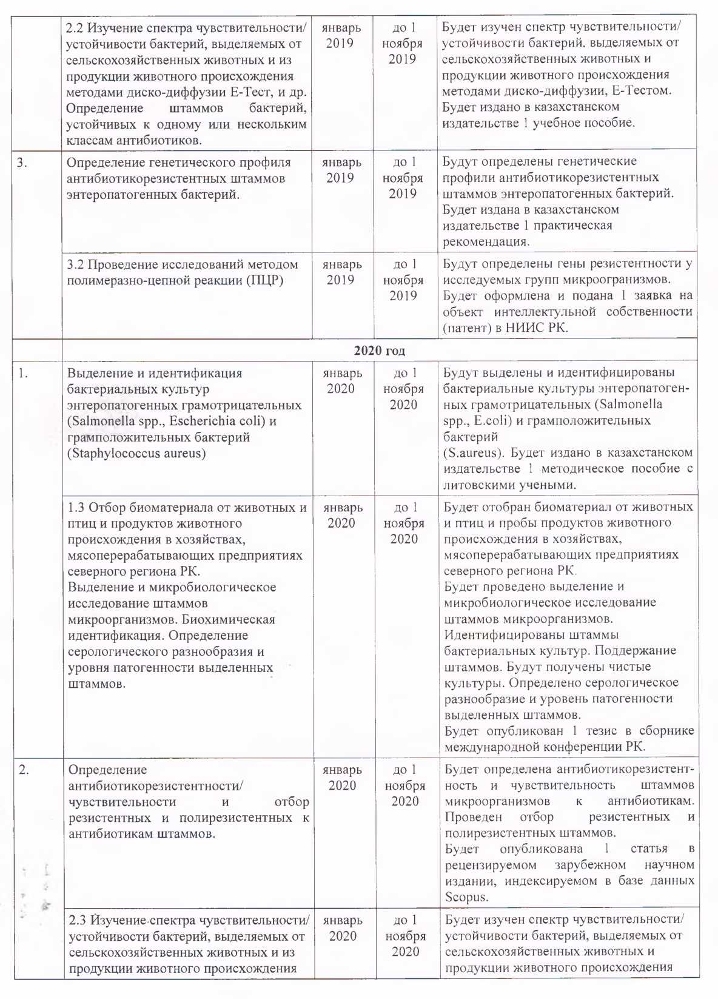 2.2 Изучение спектра чувствительности/
устойчивости бактерий, выделяемых от
сельскохозяйственных животных и из
продукции животного происхождения
методами диско-диффузии Е-Тест, и др.
Определение штаммов бактерий,
устойчивых к одному или нескольким
классам антибиотиков.
январь
2019
до 1
ноября
2019
Будет изучен спектр чувствительности/
устойчивости бактерий, выделяемых от
сельскохозяйственных животных и
продукции животного происхождения
методами диско-диффузии, Е-Тестом.
Будет издано в казахстанском
издательстве 1 учебное пособие.
3.
Определение генетического профиля
антибиотикорезистентных штаммов
энтеропатогенных бактерий.
январь
2019
до 1
ноября
2019
Будут определены генетические
профили антибиотикорезистентных
штаммов энтеропатогенных бактерий.
Будет издана в казахстанском
издательстве 1 практическая
рекомендация.
3.2 Проведение исследований методом
полимеразно-цепной реакции (ПЦР)
январь
2019
до 1
ноября
2019
Будут определены гены резистентности у
исследуемых групп микроогранизмов.
Будет оформлена и подана 1 заявка на
объект интеллектульной собственности
(патент) в НИИС РК.
2020 год
1.
Выделение и идентификация
бактериальных культур
энтеропатогенных грамотрицательных
(Salmonella spp., Escherichia coli) и
грамположительных бактерий
(Staphylococcus aureus)
январь
2020
до 1
ноября
2020
Будут выделены и идентифицированы
бактериальные культуры энтеропатоген-
ных грамотрицательных (Salmonella
spp., E.coli) и грамположительных
бактерий
(S.aureus). Будет издано в казахстанском
издательстве 1 методическое пособие с
литовскими учеными.
1.3 Отбор биоматериала от животных и
птиц и продуктов животного
происхождения в хозяйствах,
мясоперерабатывающих предприятиях
северного региона РК.
Выделение и микробиологическое
исследование штаммов
микроорганизмов. Биохимическая
идентификация. Определение
серологического разнообразия и
уровня патогенности выделенных
штаммов.
январь
2020
до 1
ноября
2020
Будет отобран биоматериал от животных
и птиц и пробы продуктов животного
происхождения в хозяйствах,
мясоперерабатывающих предприятиях
северного региона РК.
Будет проведено выделение и
микробиологическое исследование
штаммов микроорганизмов.
Идентифицированы штаммы
бактериальных культур. Поддержание
штаммов. Будут получены чистые
культуры. Определено серологическое
разнообразие и уровень патогенности
выделенных штаммов.
Будет опубликован 1 тезис в сборнике
международной конференции РК.
2.
Определение
антибиотикорезистентности/
чувствительности и отбор
резистентных и полирезистентных к
антибиотикам штаммов.
январь
2020
до 1
ноября
2020
Будет определена антибиотикорезистент-
ность и чувствительность штаммов
микроорганизмов к антибиотикам.
Проведен отбор резистентных и
полирезистентных штаммов.
Будет опубликована 1 статья в
рецензируемом зарубежном научном
издании, индексируемом в базе данных
Scopus.
2.3 Изучение спектра чувствительности/
устойчивости бактерий, выделяемых от
сельскохозяйственных животных и из
продукции животного происхождения
январь
2020
до 1
ноября
2020
Будет изучен спектр чувствительности/
устойчивости бактерий, выделяемых от
сельскохозяйственных животных и
продукции животного происхождения